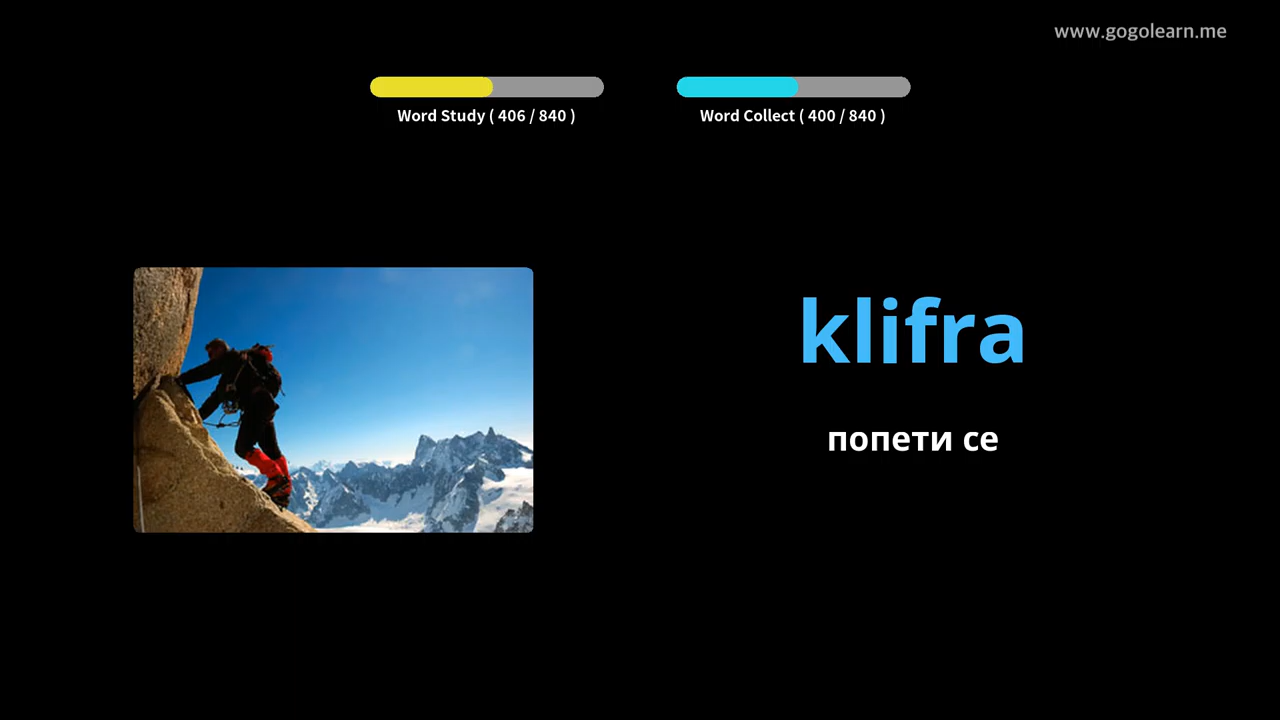 www.gogolearn.me
Word Study ( 406 / 840 )
Word Collect ( 400 / 840 )
klifra
попети се